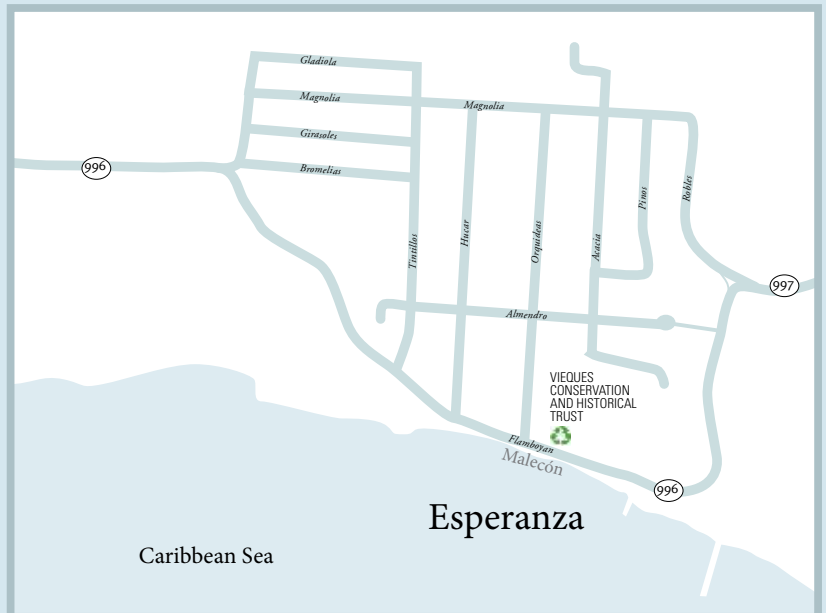 Gladiola
Magnolia
Magnolia
Girasoles
Bromelias
996
Tintillos
Hucar
Orquideas
Acacia
Pinos
Robles
997
Almendro
VIEQUES
CONSERVATION
AND HISTORICAL
TRUST
Flamboyan
Malecón
996
Esperanza
Caribbean Sea